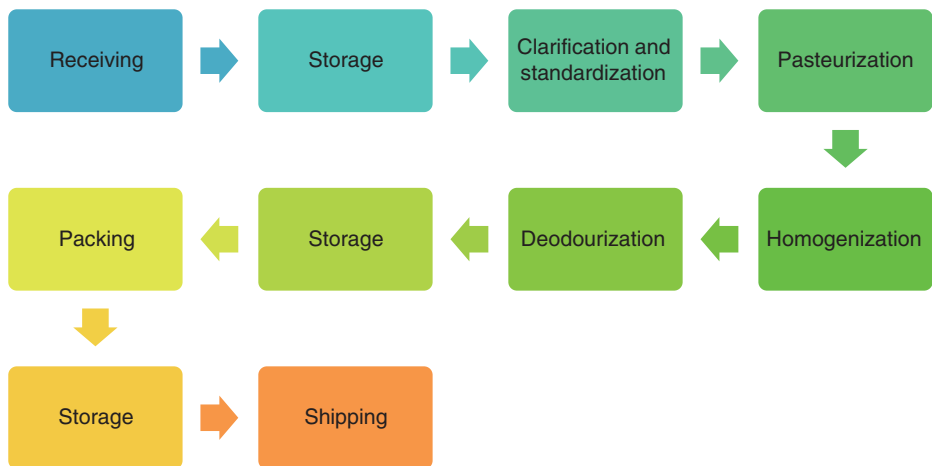 Receiving
Storage
Clarification and
standardization
Pasteurization
Homogenization
Deodourization
Storage
Packing
Storage
Shipping